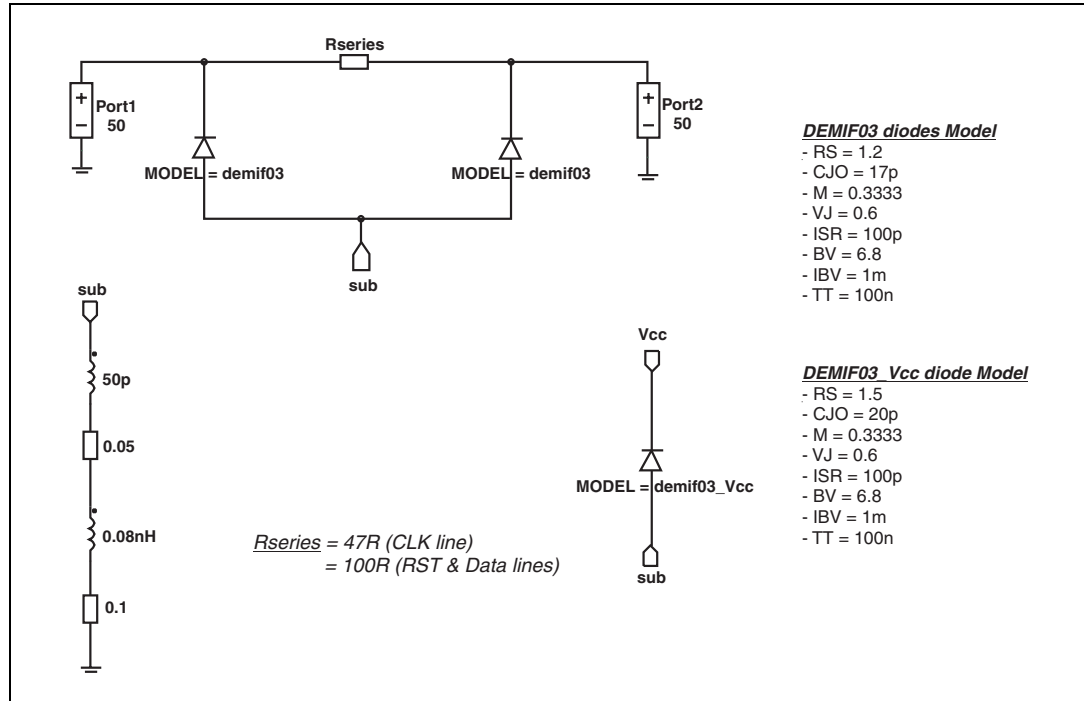 Rseries
+
−
Port1
50
+
−
Port2
50
MODEL = demif03
MODEL = demif03
sub
DEMIF03 diodes Model
- RS = 1.2
- CJO = 17p
- M = 0.3333
- VJ = 0.6
- ISR = 100p
- BV = 6.8
- IBV = 1m
- TT = 100n
sub
50p
0.05
0.08nH
0.1
Rseries = 47R (CLK line)
= 100R (RST & Data lines)
Vcc
MODEL = demif03_Vcc
sub
DEMIF03_Vcc diode Model
- RS = 1.5
- CJO = 20p
- M = 0.3333
- VJ = 0.6
- ISR = 100p
- BV = 6.8
- IBV = 1m
- TT = 100n